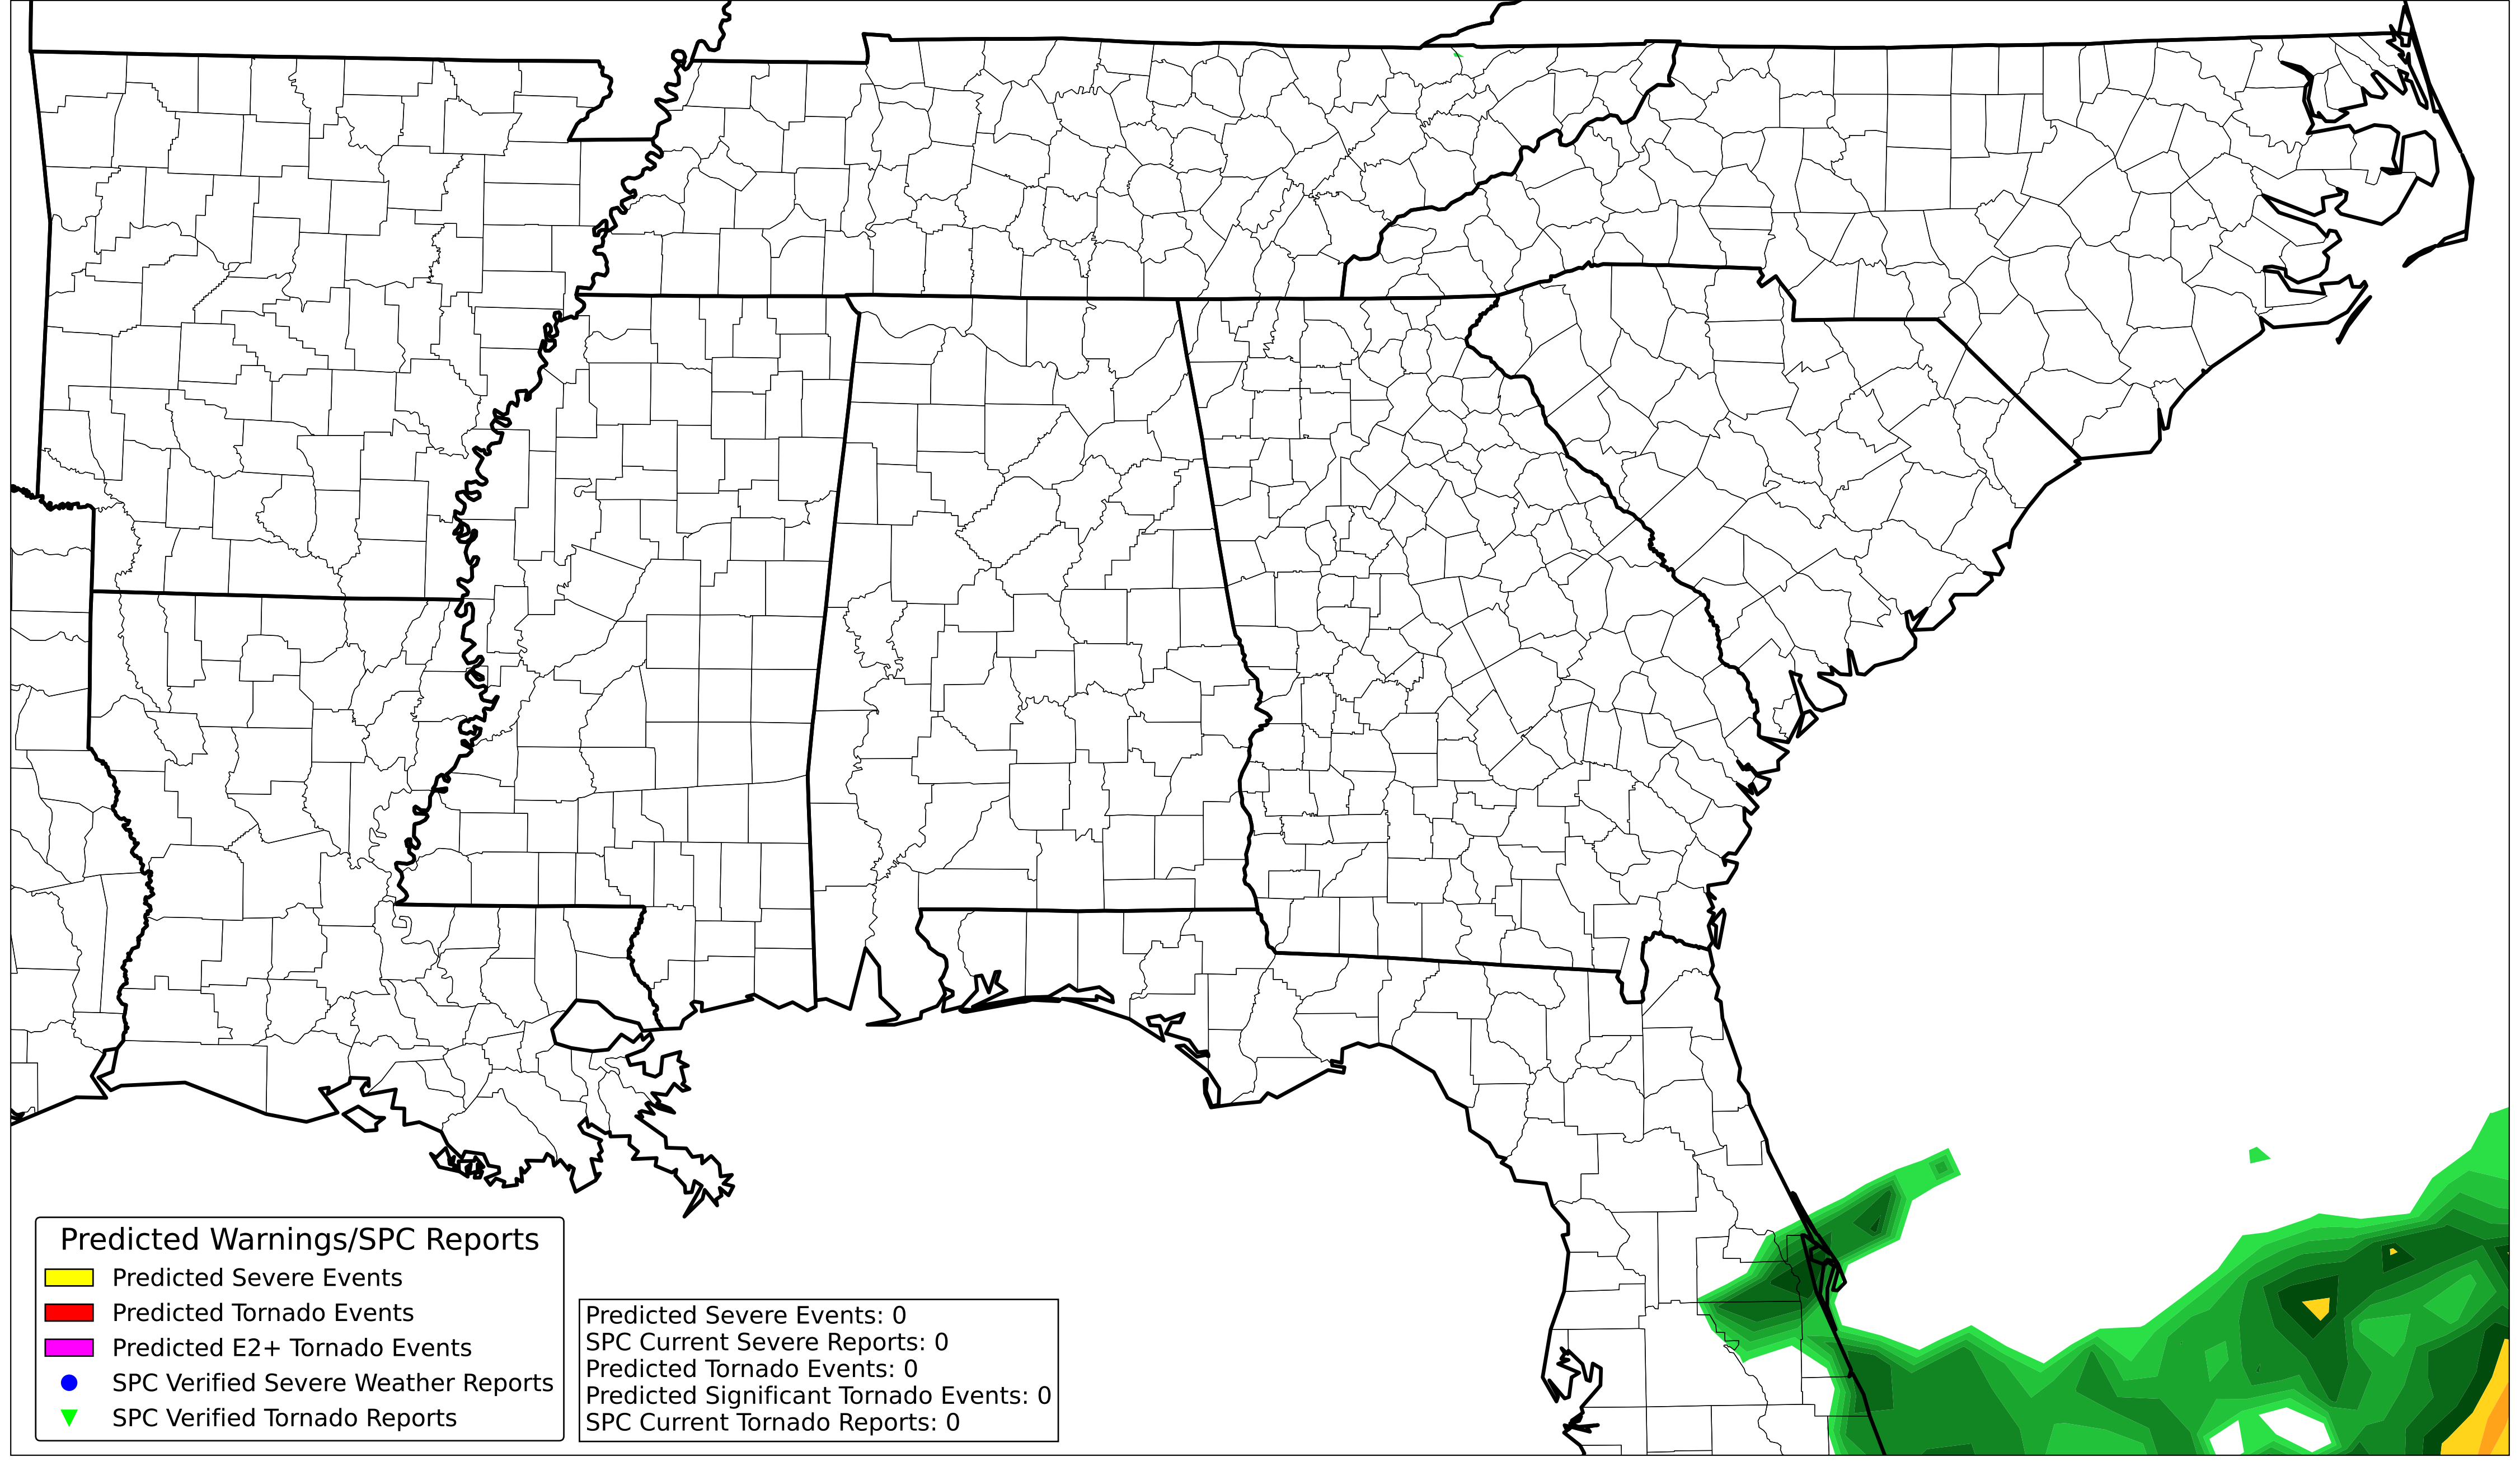 Predicted Warnings/SPC Reports
Predicted Severe Events
Predicted Tornado Events
Predicted E2+ Tornado Events
SPC Verified Severe Weather Reports
SPC Verified Tornado Reports
Predicted Severe Events: 0
SPC Current Severe Reports: 0
Predicted Tornado Events: 0
Predicted Significant Tornado Events: 0
SPC Current Tornado Reports: 0